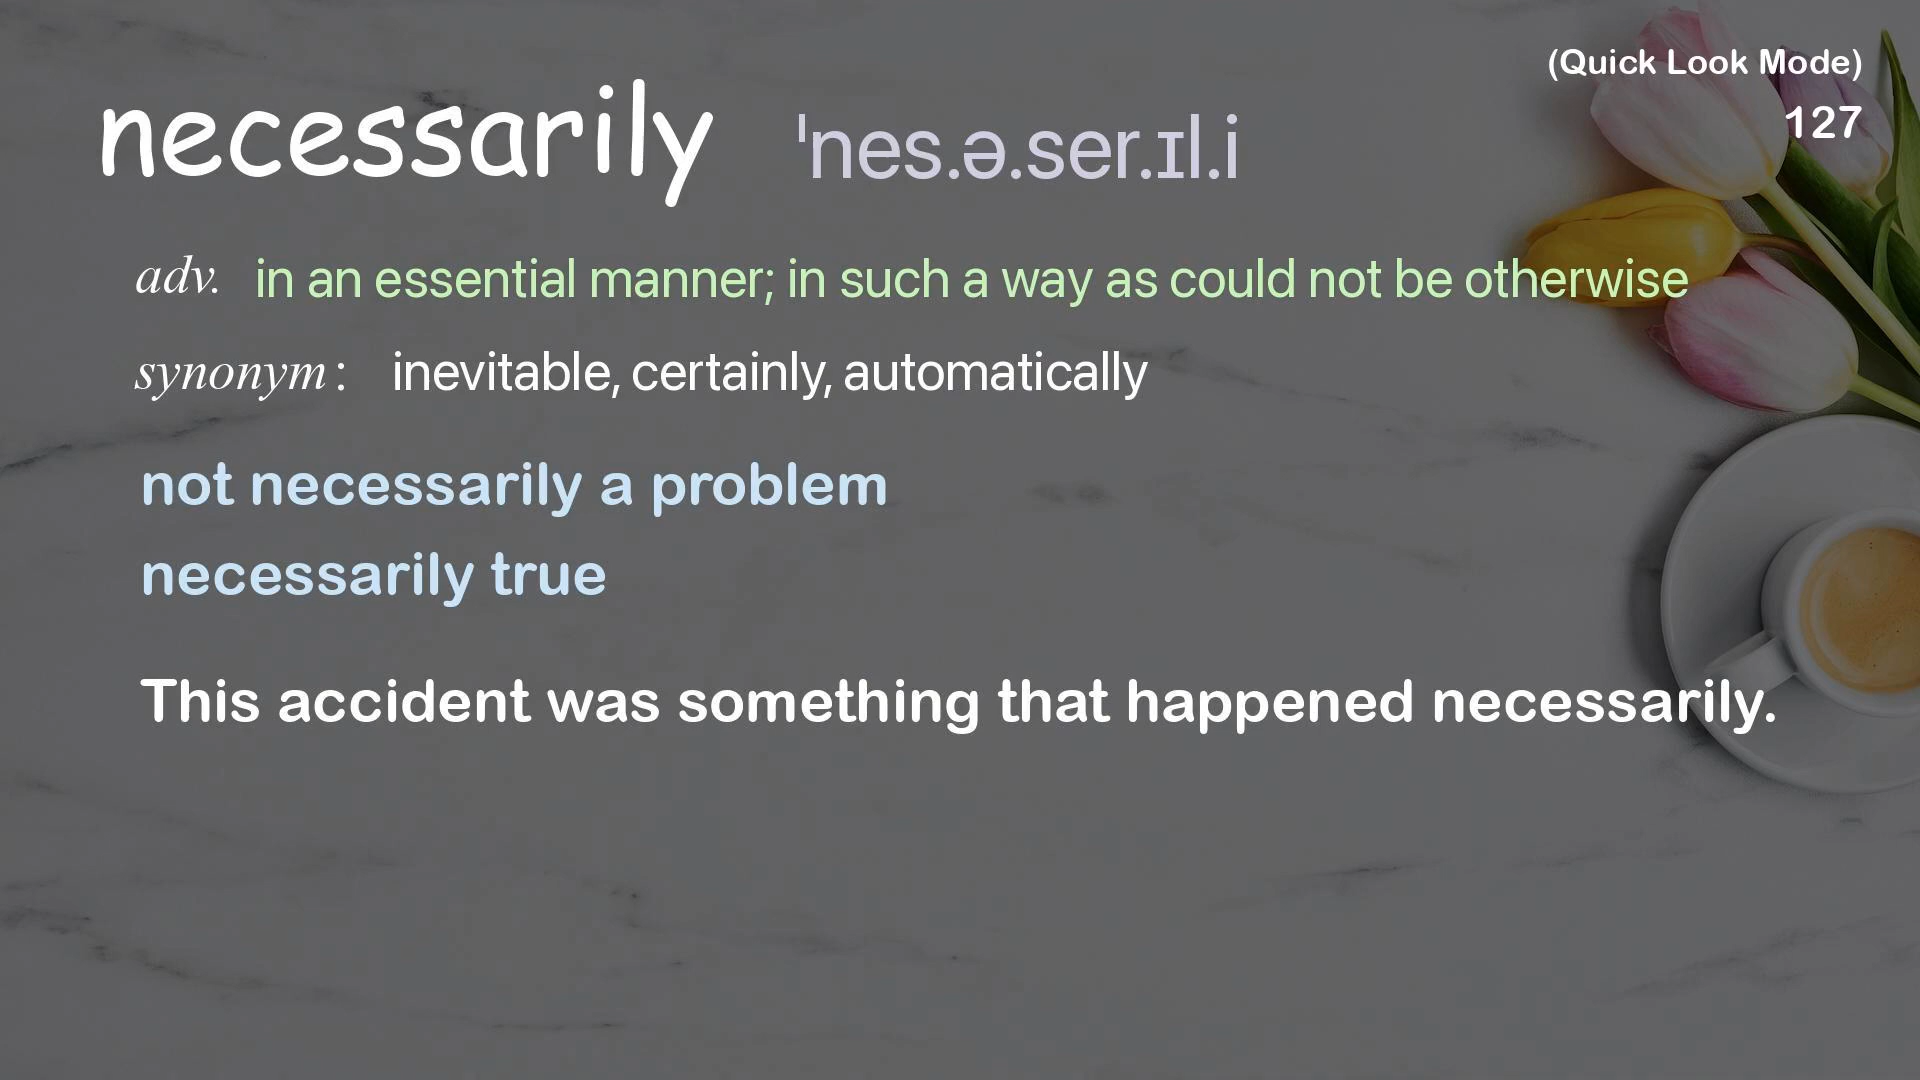 (Quick Look Mode)
127
necessarily ˈnes.ə.ser.ɪl.i
adv. in an essential manner; in such a way as could not be otherwise
synonym : inevitable, certainly, automatically
not necessarily a problem
necessarily true
This accident was something that happened necessarily.